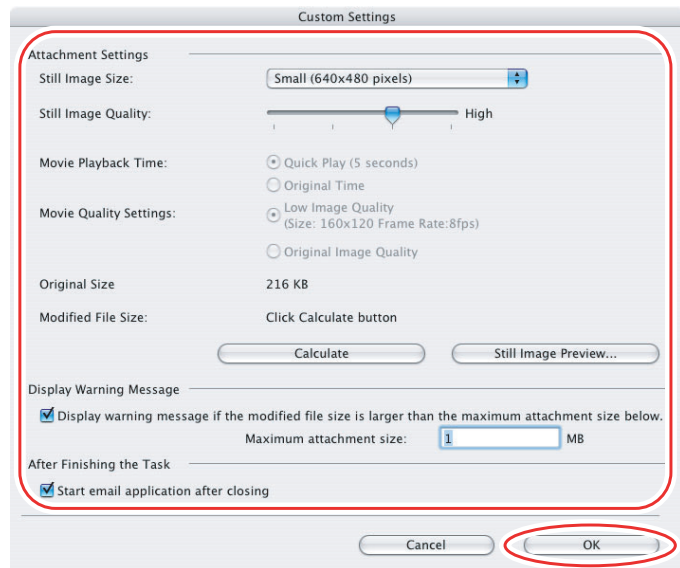 Custom Settings
Attachment Settings
Still Image Size: Small (640x480 pixels)
Still Image Quality: High
Movie Playback Time: Quick Play (5 seconds)
Original Time
Movie Quality Settings: Low Image Quality
(Size: 160x120 Frame Rate:8fps)
Original Image Quality
Original Size 216 KB
Modified File Size: Click Calculate button
Calculate Still Image Preview...
Display Warning Message
Display warning message if the modified file size is larger than the maximum attachment size below.
Maximum attachment size: 1 MB
After Finishing the Task
Start email application after closing
Cancel OK